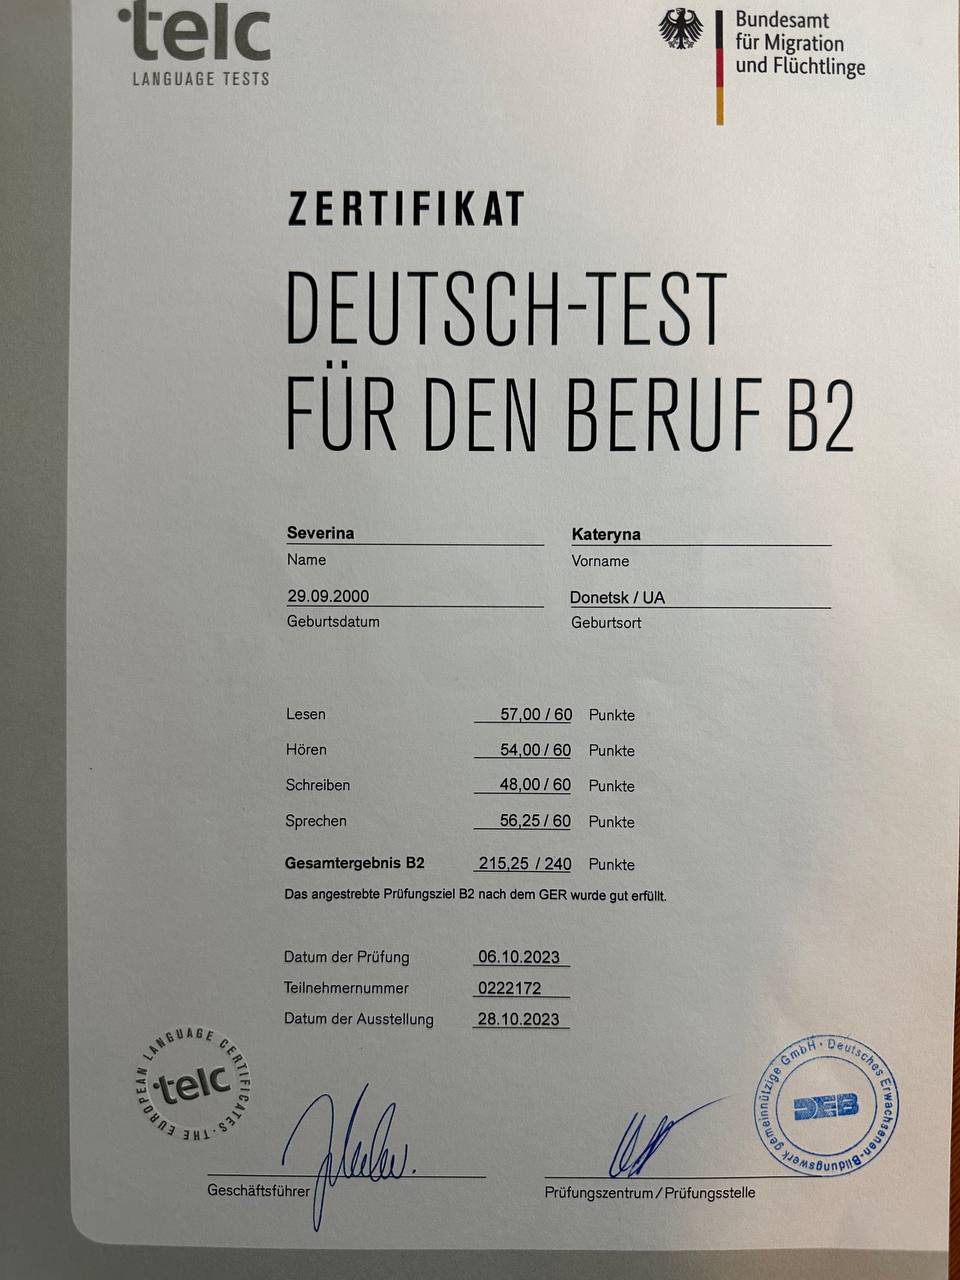 telc
LANGUAGE TESTS
Bundesamt
für Migration
und Flüchtlinge
ZERTIFIKAT
DEUTSCH-TEST
FÜR DEN BERUF B2
Severina
Name
Kateryna
Vorname
29.09.2000
Geburtsdatum
Donetsk / UA
Geburtsort
Lesen 57,00 / 60 Punkte
Hören 54,00 / 60 Punkte
Schreiben 48,00 / 60 Punkte
Sprechen 56,25 / 60 Punkte
Gesamtergebnis B2 215,25 / 240 Punkte
Das angestrebte Prüfungsziel B2 nach dem GER wurde gut erfüllt.
Datum der Prüfung 06.10.2023
Teilnehmernummer 0222172
Datum der Ausstellung 28.10.2023
THE EUROPEAN LANGUAGE CERTIFICATES
telc
Deutsches Erwachsenen-Bildungswerk gemeinnützige GmbH
DEB
Geschäftsführer
Prüfungszentrum / Prüfungsstelle